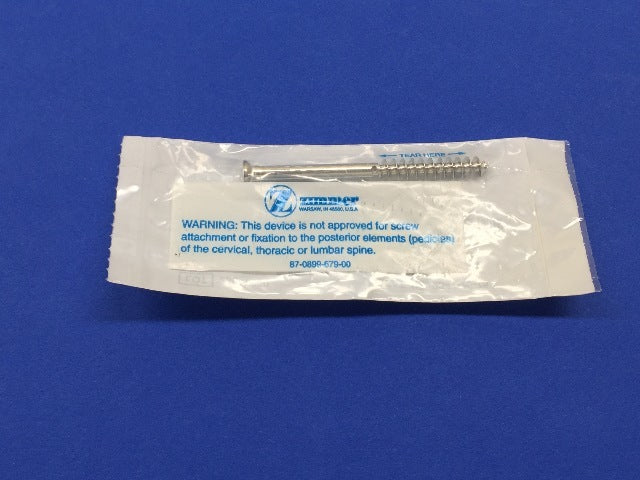 TEAR HERE
zimmer
WARSAW, IN 46580, U.S.A
WARNING: This device is not approved for screw
attachment or fixation to the posterior elements (pedicles)
of the cervical, thoracic or lumbar spine.
87-0899-679-00